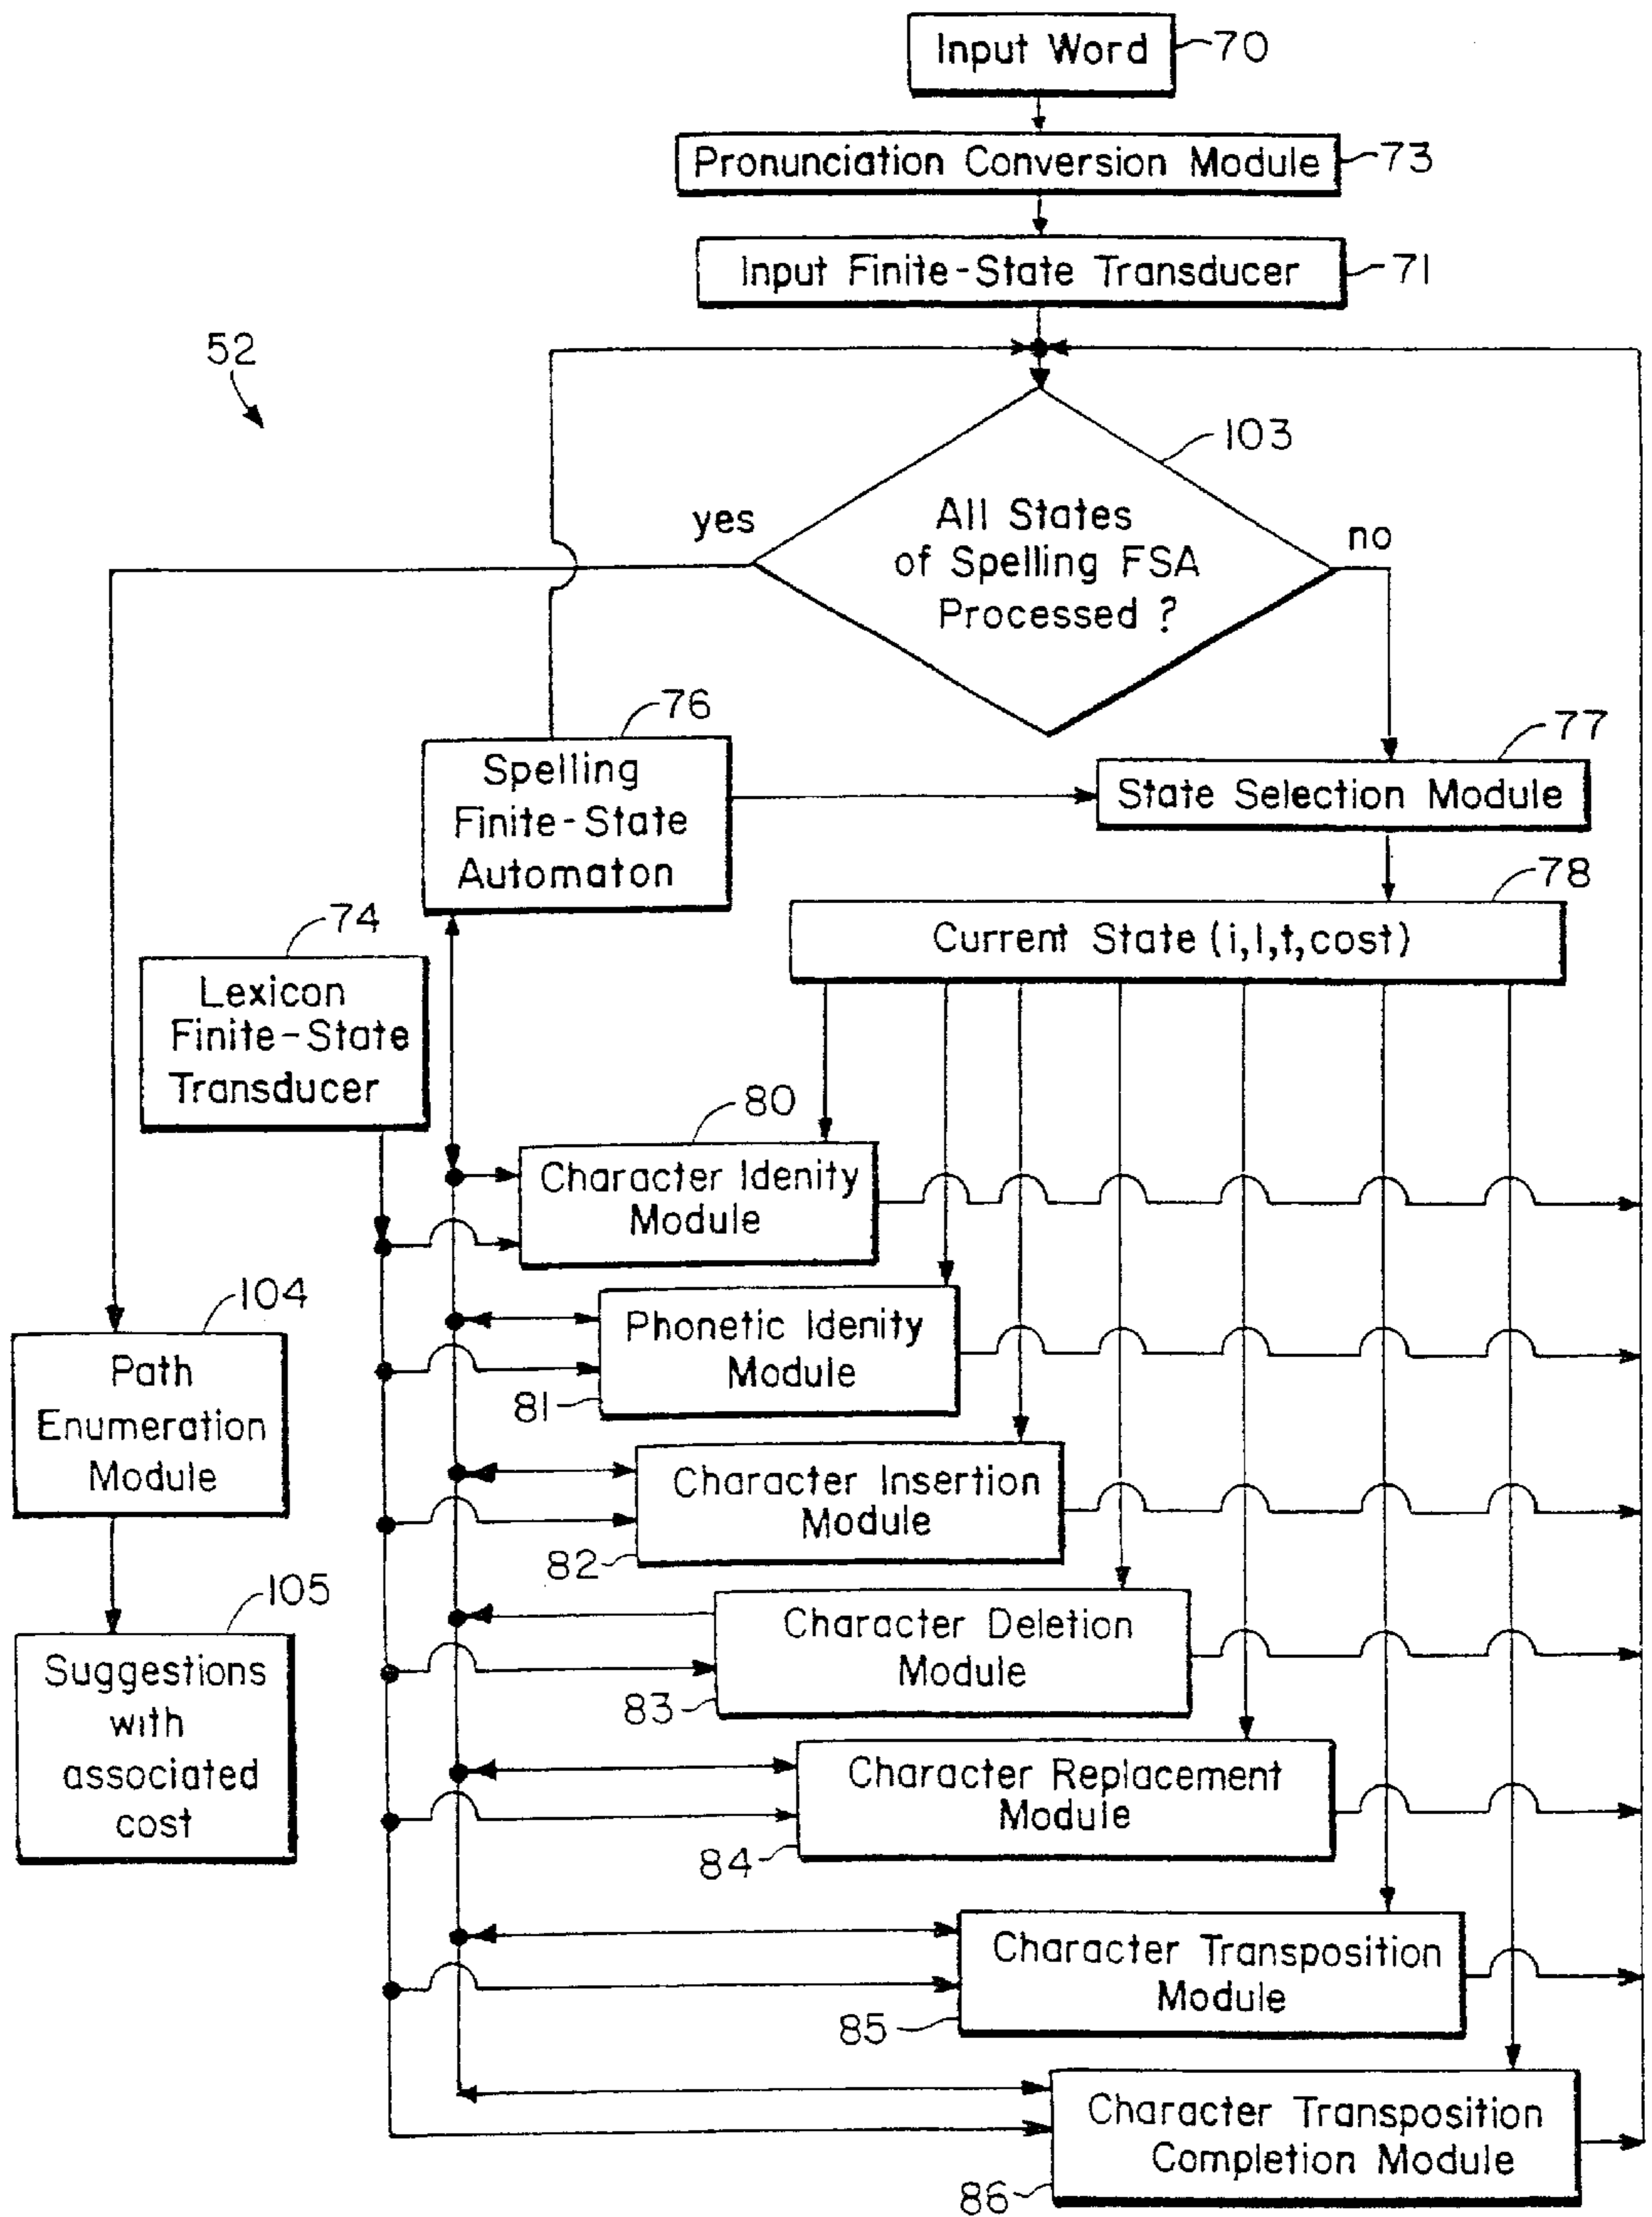 Input Word
70
Pronunciation Conversion Module
73
Input Finite-State Transducer
71
52
103
All States
of Spelling FSA
Processed ?
yes
no
76
Spelling
Finite-State
Automaton
77
State Selection Module
78
Current State (i,l,t,cost)
74
Lexicon
Finite-State
Transducer
80
Character Idenity
Module
104
Path
Enumeration
Module
Phonetic Idenity
Module
81
Character Insertion
Module
82
105
Suggestions
with
associated
cost
Character Deletion
Module
83
Character Replacement
Module
84
Character Transposition
Module
85
Character Transposition
Completion Module
86